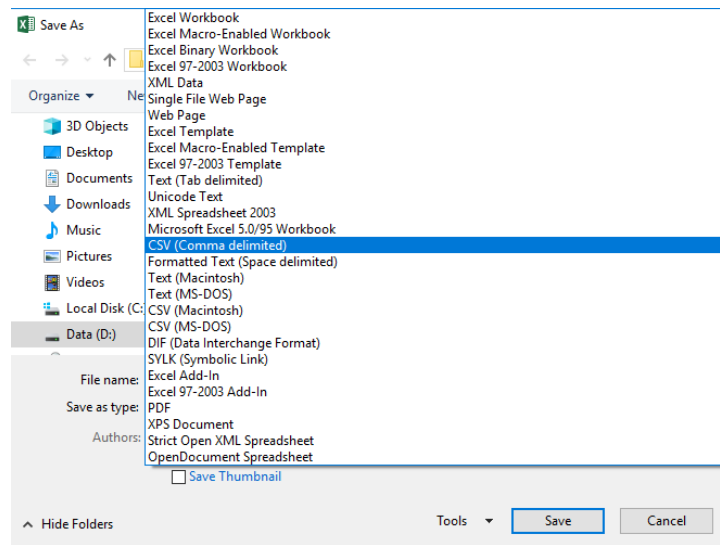 Save As
Organize
Ne
3D Objects
Desktop
Documents
Downloads
Music
Pictures
Videos
Local Disk (C:
Data (D:)
Excel Workbook
Excel Macro-Enabled Workbook
Excel Binary Workbook
Excel 97-2003 Workbook
XML Data
Single File Web Page
Web Page
Excel Template
Excel Macro-Enabled Template
Excel 97-2003 Template
Text (Tab delimited)
Unicode Text
XML Spreadsheet 2003
Microsoft Excel 5.0/95 Workbook
CSV (Comma delimited)
Formatted Text (Space delimited)
Text (Macintosh)
Text (MS-DOS)
CSV (Macintosh)
CSV (MS-DOS)
DIF (Data Interchange Format)
SYLK (Symbolic Link)
Excel Add-In
Excel 97-2003 Add-In
PDF
XPS Document
Strict Open XML Spreadsheet
OpenDocument Spreadsheet
File name:
Save as type:
Authors:
Save Thumbnail
Hide Folders
Tools
Save
Cancel